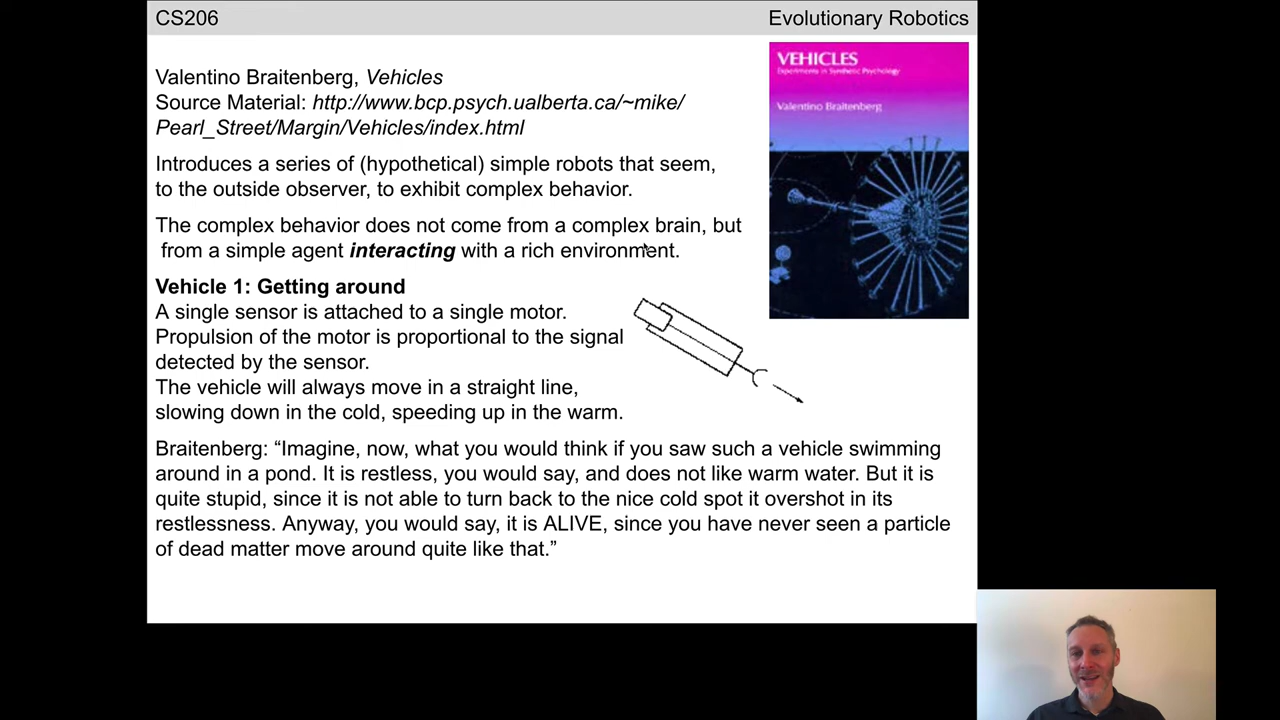 CS206
Evolutionary Robotics
Valentino Braitenberg, Vehicles
Source Material: http://www.bcp.psych.ualberta.ca/~mike/
Pearl_Street/Margin/Vehicles/index.html
Introduces a series of (hypothetical) simple robots that seem,
to the outside observer, to exhibit complex behavior.
The complex behavior does not come from a complex brain, but
from a simple agent interacting with a rich environment.
Vehicle 1: Getting around
A single sensor is attached to a single motor.
Propulsion of the motor is proportional to the signal
detected by the sensor.
The vehicle will always move in a straight line,
slowing down in the cold, speeding up in the warm.
Braitenberg: “Imagine, now, what you would think if you saw such a vehicle swimming
around in a pond. It is restless, you would say, and does not like warm water. But it is
quite stupid, since it is not able to turn back to the nice cold spot it overshot in its
restlessness. Anyway, you would say, it is ALIVE, since you have never seen a particle
of dead matter move around quite like that.”
VEHICLES
Experiments in Synthetic Psychology
Valentino Braitenberg